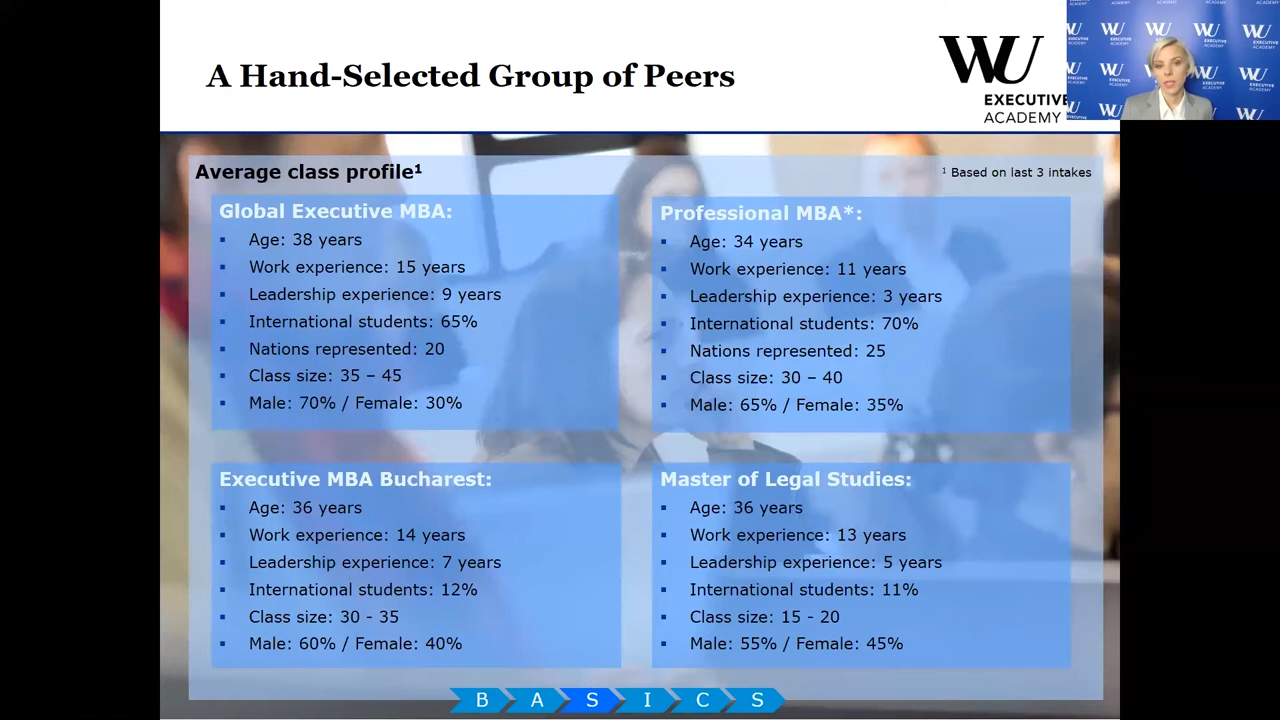 A Hand-Selected Group of Peers
WU
EXECUTIVE
ACADEMY
Average class profile¹
¹ Based on last 3 intakes
Global Executive MBA:
▪ Age: 38 years
▪ Work experience: 15 years
▪ Leadership experience: 9 years
▪ International students: 65%
▪ Nations represented: 20
▪ Class size: 35 – 45
▪ Male: 70% / Female: 30%
Professional MBA*:
▪ Age: 34 years
▪ Work experience: 11 years
▪ Leadership experience: 3 years
▪ International students: 70%
▪ Nations represented: 25
▪ Class size: 30 – 40
▪ Male: 65% / Female: 35%
Executive MBA Bucharest:
▪ Age: 36 years
▪ Work experience: 14 years
▪ Leadership experience: 7 years
▪ International students: 12%
▪ Class size: 30 - 35
▪ Male: 60% / Female: 40%
Master of Legal Studies:
▪ Age: 36 years
▪ Work experience: 13 years
▪ Leadership experience: 5 years
▪ International students: 11%
▪ Class size: 15 - 20
▪ Male: 55% / Female: 45%
B A S I C S